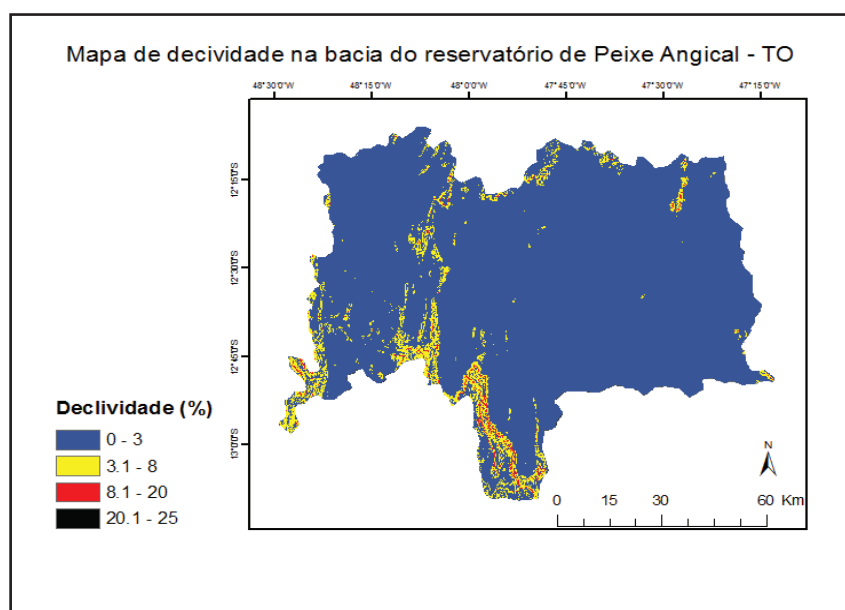 Mapa de decividade na bacia do reservatório de Peixe Angical - TO
48°30'0"W 48°15'0"W 48°0'0"W 47°45'0"W 47°30'0"W 47°15'0"W
12°15'0"S
12°30'0"S
12°45'0"S
13°0'0"S
Declividade (%)
0 - 3
3.1 - 8
8.1 - 20
20.1 - 25
N
0 15 30 60 Km